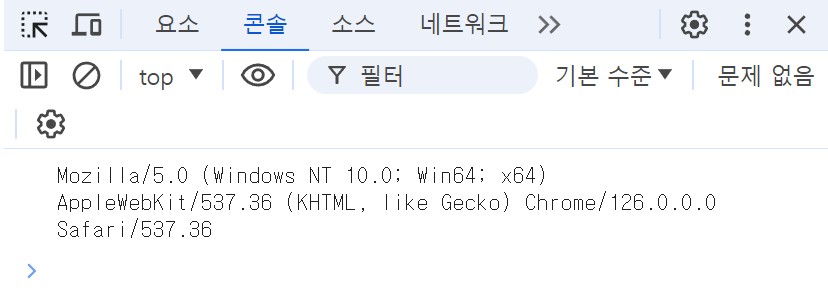 요소 콘솔 소스 네트워크
top 필터 기본 수준 문제 없음
Mozilla/5.0 (Windows NT 10.0; Win64; x64)
AppleWebKit/537.36 (KHTML, like Gecko) Chrome/126.0.0.0
Safari/537.36